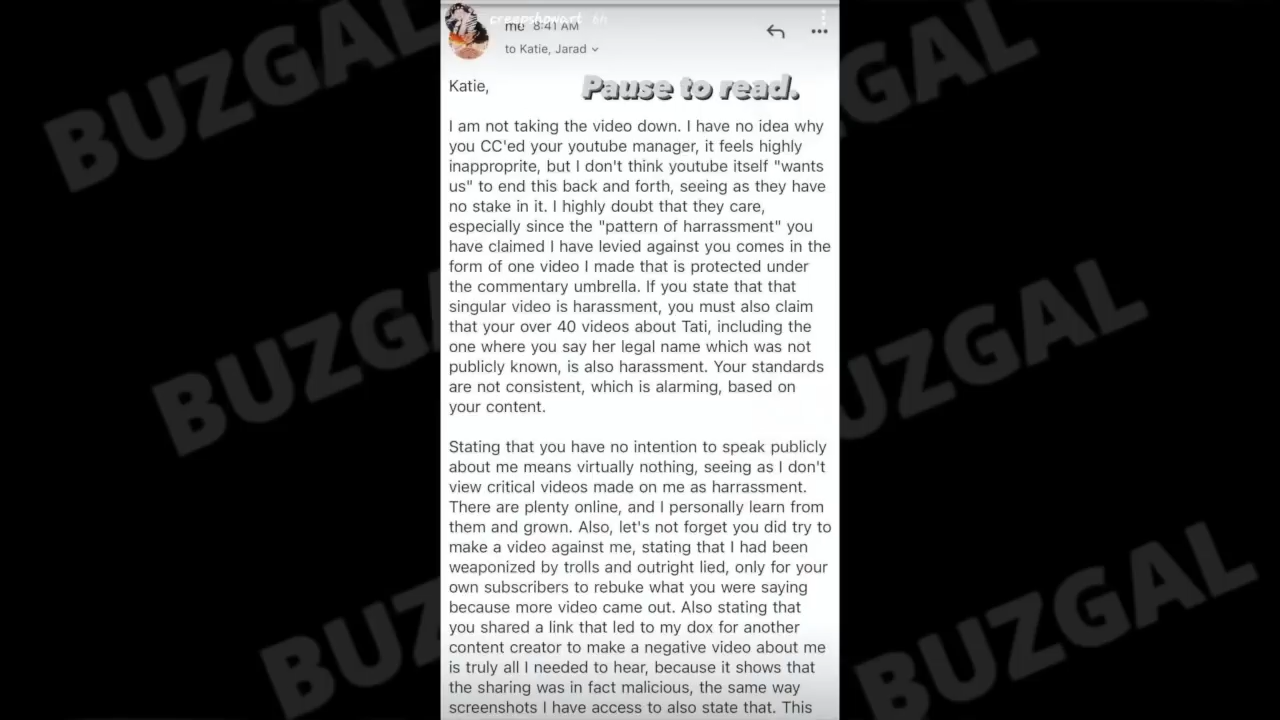 creepshowart 6h
me 8:41 AM
to Katie, Jarad
Katie,
Pause to read.
I am not taking the video down. I have no idea why
you CC'ed your youtube manager, it feels highly
inapproprite, but I don't think youtube itself "wants
us" to end this back and forth, seeing as they have
no stake in it. I highly doubt that they care,
especially since the "pattern of harrassment" you
have claimed I have levied against you comes in the
form of one video I made that is protected under
the commentary umbrella. If you state that that
singular video is harassment, you must also claim
that your over 40 videos about Tati, including the
one where you say her legal name which was not
publicly known, is also harassment. Your standards
are not consistent, which is alarming, based on
your content.
Stating that you have no intention to speak publicly
about me means virtually nothing, seeing as I don't
view critical videos made on me as harrassment.
There are plenty online, and I personally learn from
them and grown. Also, let's not forget you did try to
make a video against me, stating that I had been
weaponized by trolls and outright lied, only for your
own subscribers to rebuke what you were saying
because more video came out. Also stating that
you shared a link that led to my dox for another
content creator to make a negative video about me
is truly all I needed to hear, because it shows that
the sharing was in fact malicious, the same way
screenshots I have access to also state that. This
BUZGAL
BUZGAL
BUZGAL
BUZGAL
BUZGAL
BUZGAL